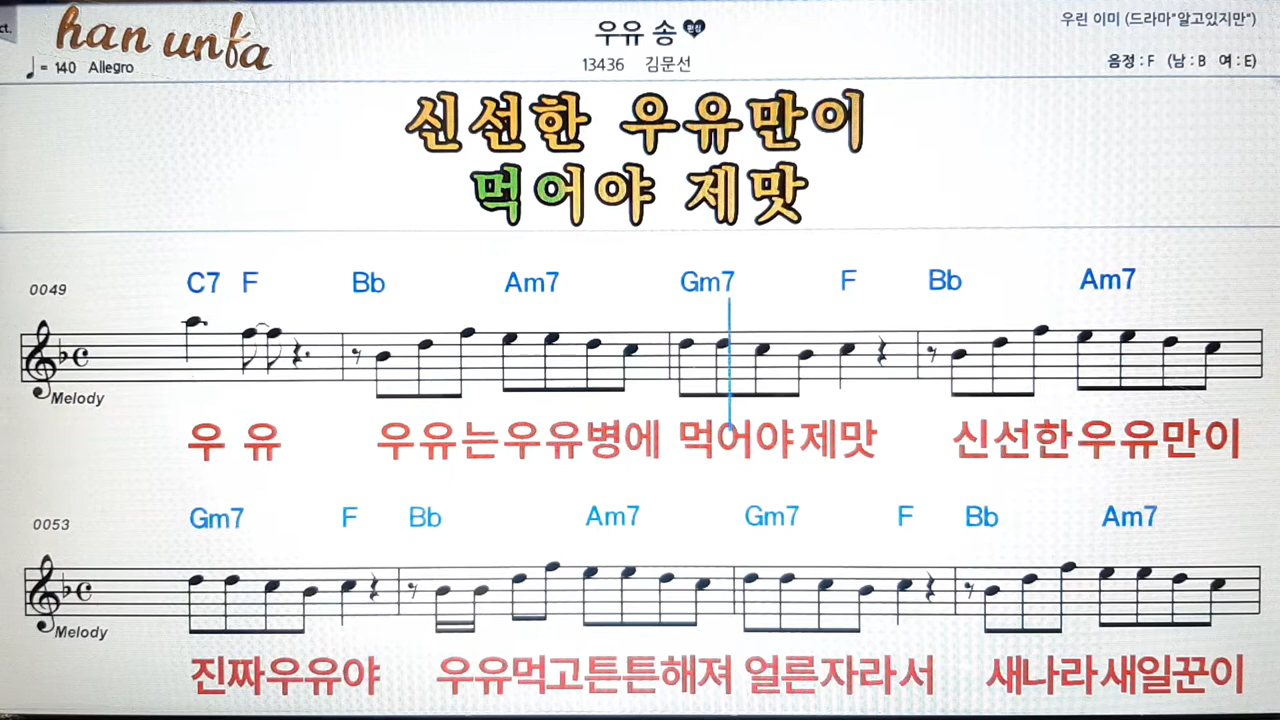 ct.
han unfa
우유 송 편집
우린 이미 (드라마"알고있지만")
= 140 Allegro
13436 김문선
음정 : F (남 : B 여 : E)
신선한 우유만이
먹어야 제맛
0049
C7 F Bb Am7 Gm7 F Bb Am7
Melody
우 유 우유는우유병에 먹어야제맛 신선한우유만이
0053
Gm7 F Bb Am7 Gm7 F Bb Am7
Melody
진짜우유야 우유먹고튼튼해져 얼른자라서 새나라새일꾼이